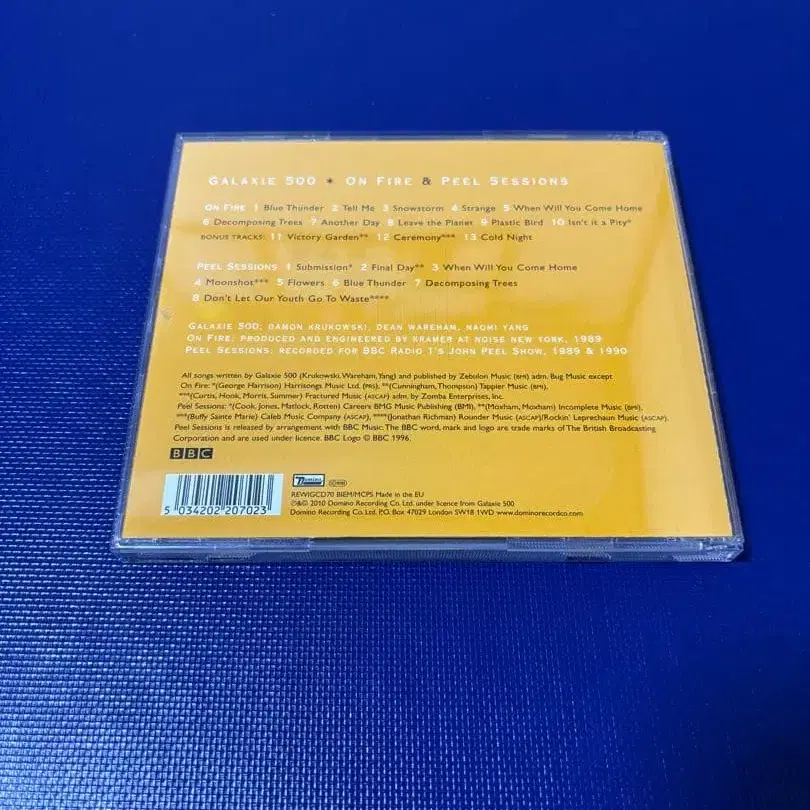 GALAXIE 500 * ON FIRE & PEEL SESSIONS
ON FIRE 1 Blue Thunder 2 Tell Me 3 Snowstorm 4 Strange 5 When Will You Come Home
6 Decomposing Trees 7 Another Day 8 Leave the Planet 9 Plastic Bird 10 Isn't it a Pity*
BONUS TRACKS: 11 Victory Garden** 12 Ceremony*** 13 Cold Night
PEEL SESSIONS 1 Submission* 2 Final Day** 3 When Will You Come Home
4 Moonshot*** 5 Flowers 6 Blue Thunder 7 Decomposing Trees
8 Don't Let Our Youth Go To Waste****
GALAXIE 500: DAMON KRUKOWSKI, DEAN WAREHAM, NAOMI YANG
ON FIRE: PRODUCED AND ENGINEERED BY KRAMER AT NOISE NEW YORK, 1989
PEEL SESSIONS: RECORDED FOR BBC RADIO 1'S JOHN PEEL SHOW, 1989 & 1990
All songs written by Galaxie 500 (Krukowski, Wareham, Yang) and published by Zebulon Music (BMI) adm. Bug Music except
On Fire: *(George Harrison) Harrisongs Music Ltd. (PRS), **(Cunningham, Thompson) Tappier Music (BMI),
***(Curtis, Hook, Morris, Summer) Fractured Music (ASCAP) adm. by Zomba Enterprises, Inc.
Peel Sessions: *(Cook, Jones, Matlock, Rotten) Careers BMG Music Publishing (BMI), **(Moxham, Moxham) Incomplete Music (BMI),
***(Buffy Sainte Marie) Caleb Music Company (ASCAP), ****(Jonathan Richman) Rounder Music (ASCAP)/Rockin' Leprechaun Music (ASCAP).
Peel Sessions is released by arrangement with BBC Music. The BBC word, mark and logo are trade marks of The British Broadcasting
Corporation and are used under licence. BBC Logo © BBC 1996.
BBC
Domino
REWIGCD70 BIEM/MCPS Made in the EU
℗&© 2010 Domino Recording Co. Ltd. under licence from Galaxie 500
Domino Recording Co. Ltd. P.O. Box 47029 London SW18 1WD www.dominorecordco.com
5 034202 207023